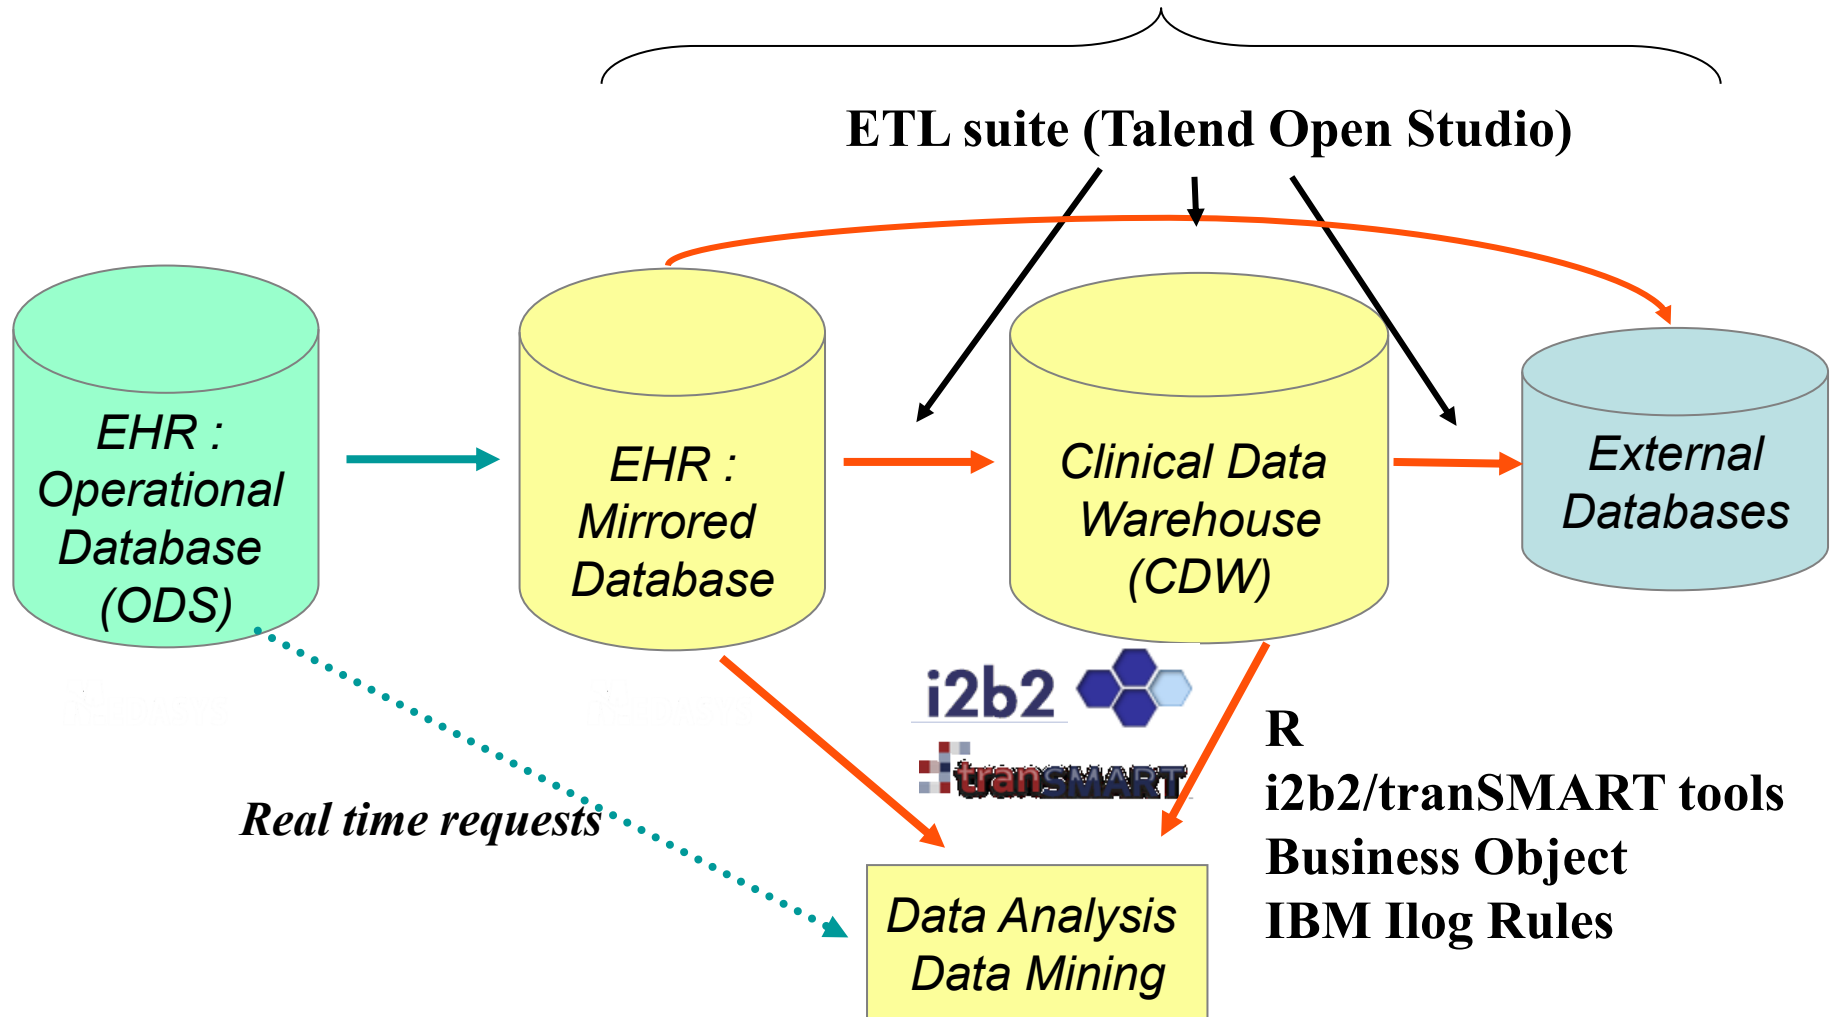 ETL suite (Talend Open Studio)
EHR :
Operational
Database
(ODS)
EHR :
Mirrored
Database
Clinical Data
Warehouse
(CDW)
External
Databases
i2b2
tranSMART
R
i2b2/tranSMART tools
Business Object
IBM Ilog Rules
Real time requests
Data Analysis
Data Mining